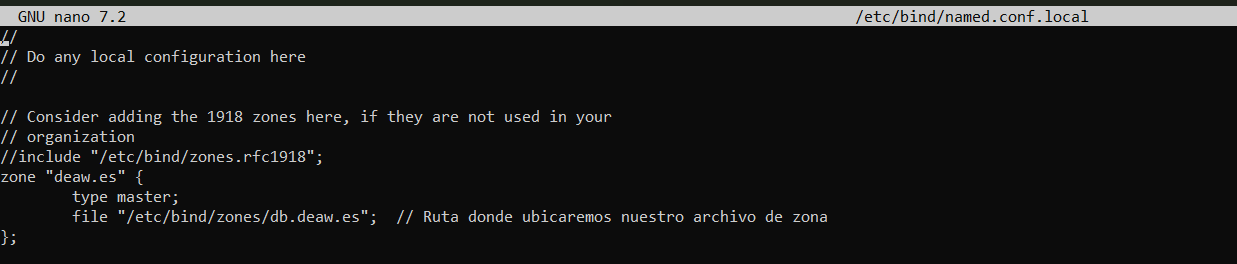 GNU nano 7.2 /etc/bind/named.conf.local
//
// Do any local configuration here
//
// Consider adding the 1918 zones here, if they are not used in your
// organization
//include "/etc/bind/zones.rfc1918";
zone "deaw.es" {
        type master;
        file "/etc/bind/zones/db.deaw.es";  // Ruta donde ubicaremos nuestro archivo de zona
};